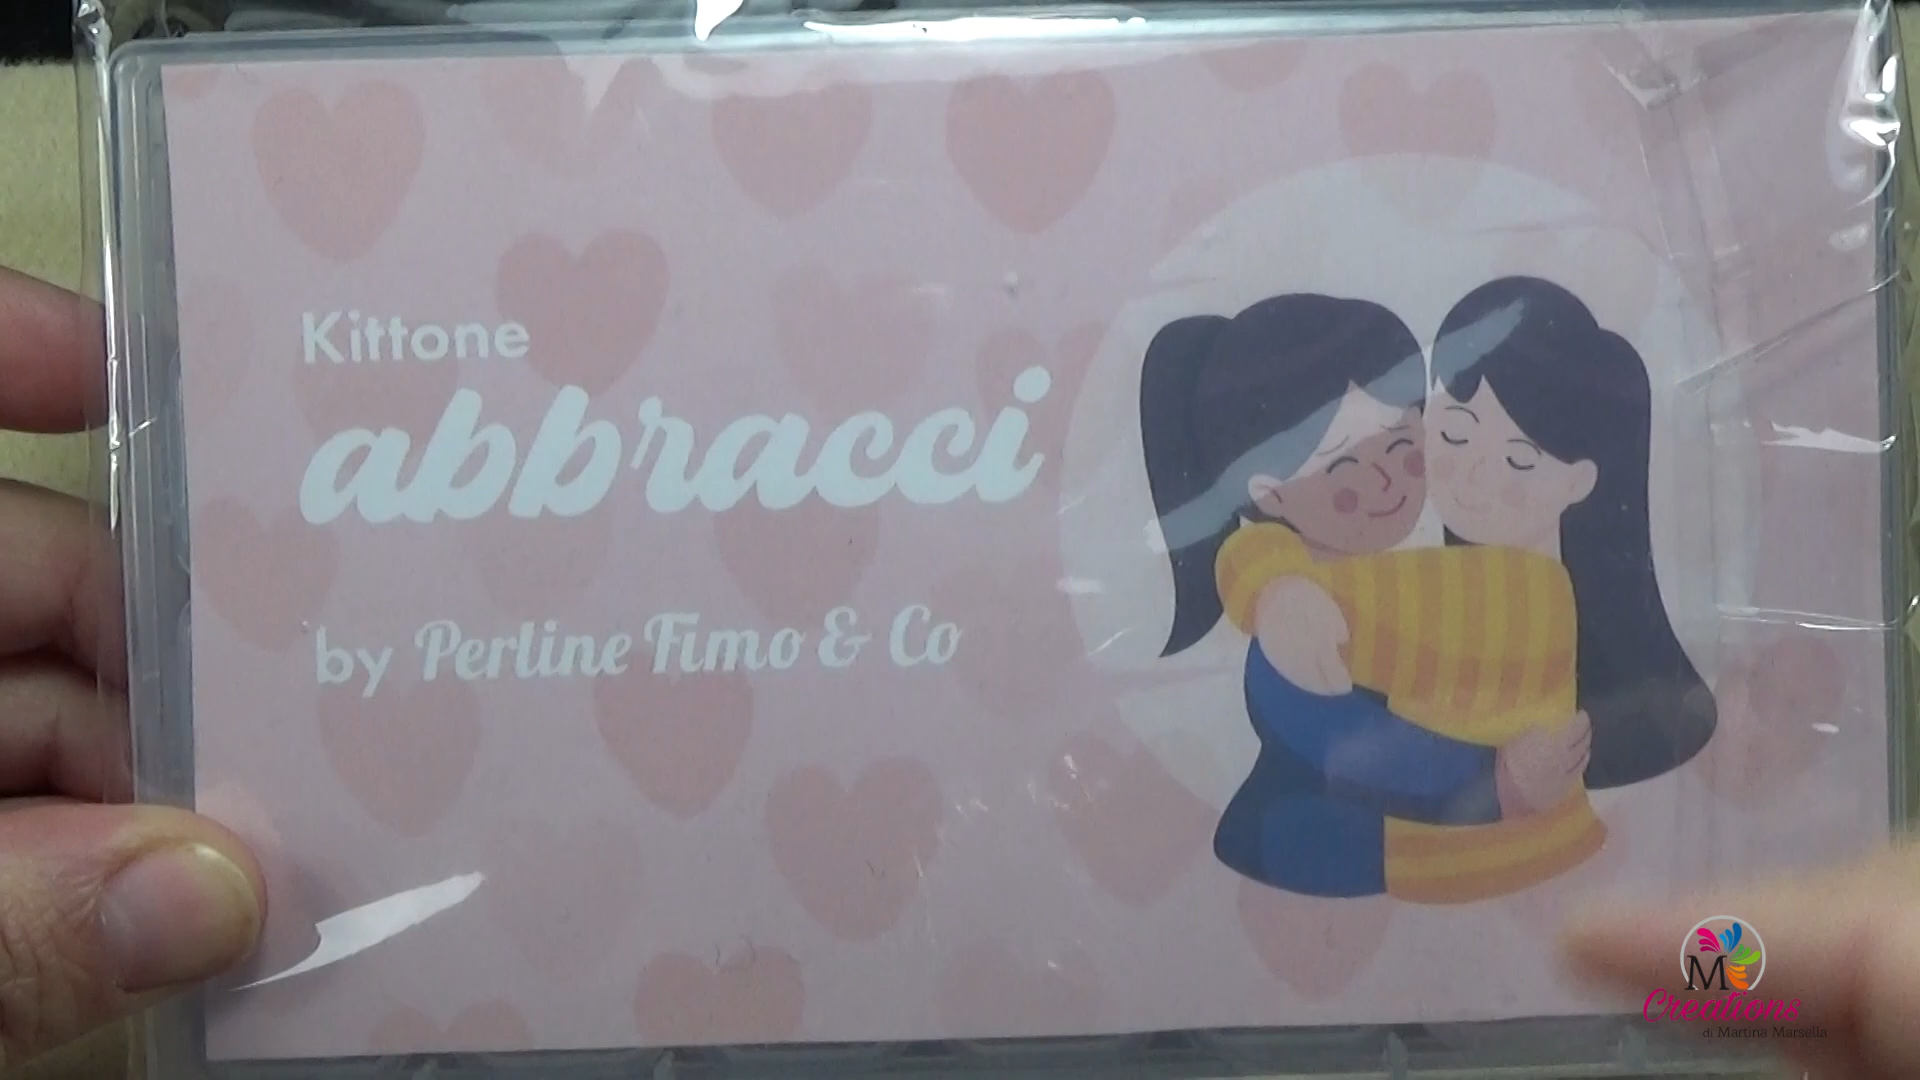 Kittone
abbracci
by Perline Fimo & Co
M
Creations
di Martina Marsella